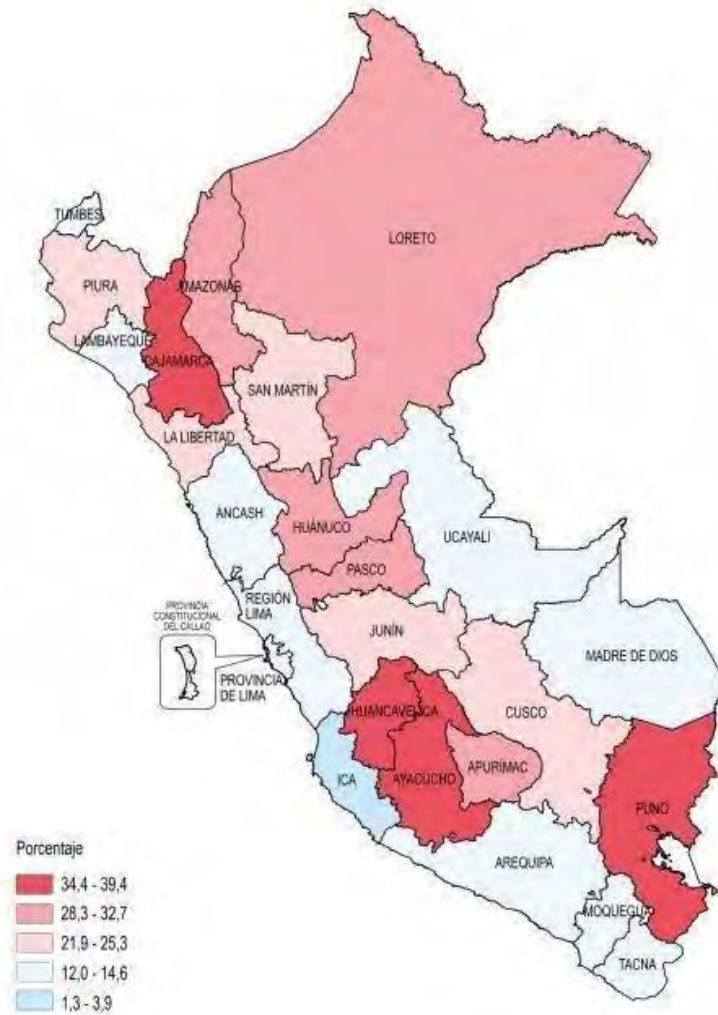 TUMBES
LORETO
PIURA
AMAZONAS
LAMBAYEQUE
CAJAMARCA
SAN MARTÍN
LA LIBERTAD
ÁNCASH
HUÁNUCO
UCAYALI
PASCO
REGIÓN
LIMA
PROVINCIA
CONSTITUCIONAL
DEL CALLAO
JUNÍN
MADRE DE DIOS
PROVINCIA
DE LIMA
HUANCAVELICA
CUSCO
ICA
AYACUCHO
APURÍMAC
PUNO
AREQUIPA
MOQUEGUA
TACNA
Porcentaje
34,4 - 39,4
28,3 - 32,7
21,9 - 25,3
12,0 - 14,6
1,3 - 3,9